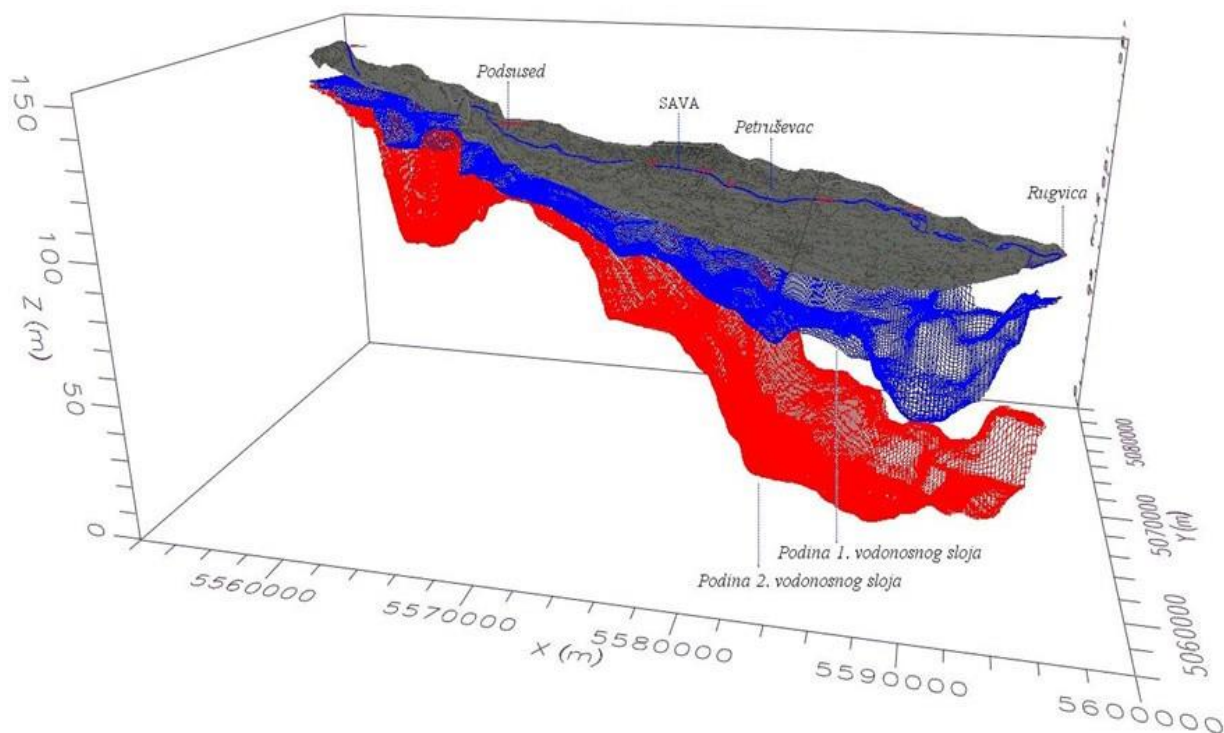 150
100
50
0
Z (m)
Podsused
SAVA
Petruševac
Rugvica
Podina 1. vodonosnog sloja
Podina 2. vodonosnog sloja
5560000
5570000
5580000
5590000
5600000
X (m)
5080000
5070000
5060000
Y (m)